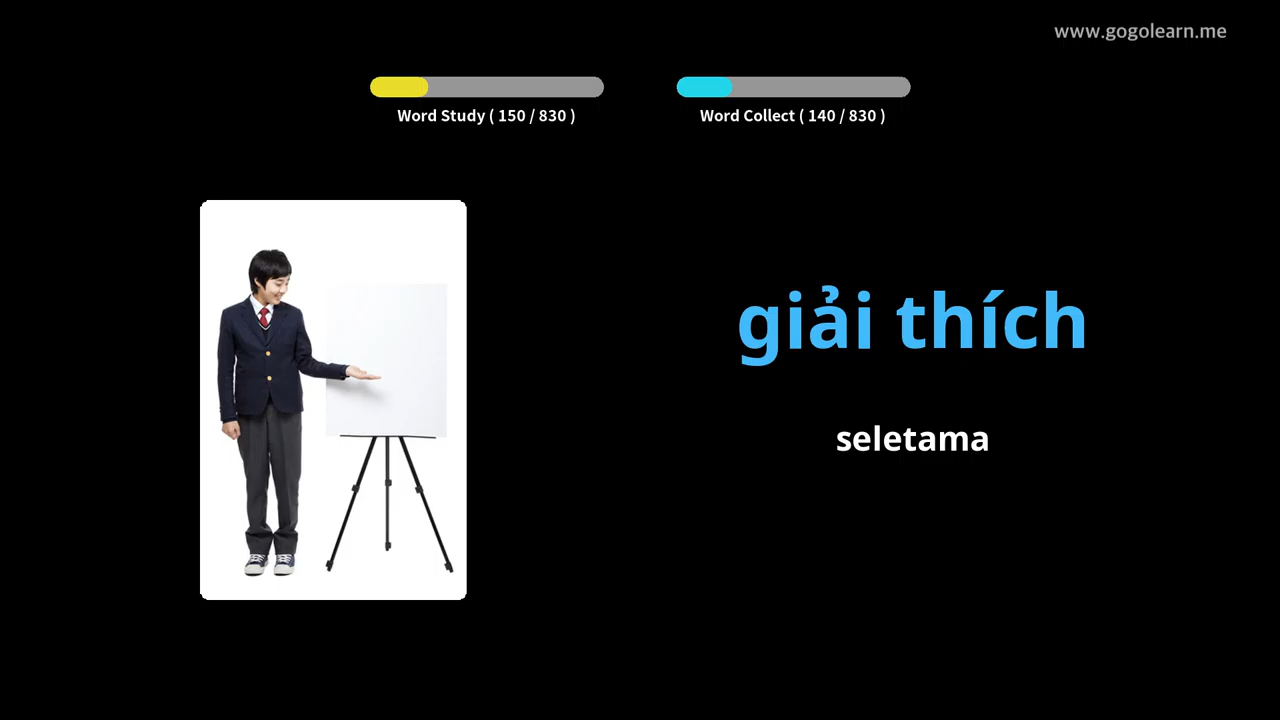 www.gogolearn.me
Word Study ( 150 / 830 )
Word Collect ( 140 / 830 )
giải thích
seletama